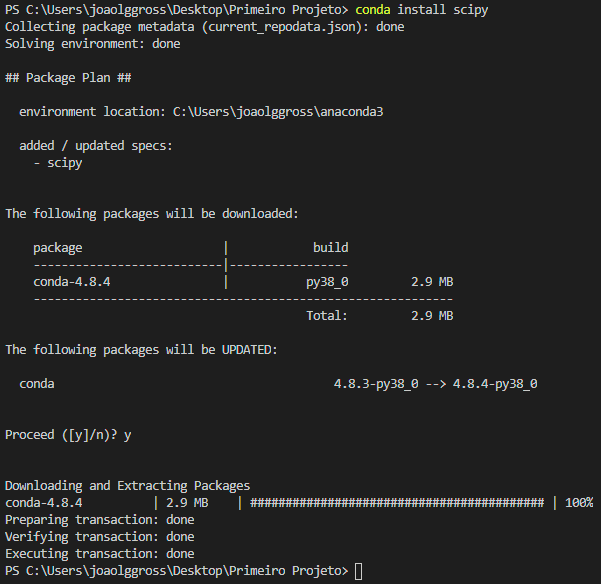 PS C:\Users\joaolggross\Desktop\Primeiro Projeto> conda install scipy
Collecting package metadata (current_repodata.json): done
Solving environment: done
## Package Plan ##
environment location: C:\Users\joaolggross\anaconda3
added / updated specs:
- scipy
The following packages will be downloaded:
package | build
---------------------------|-----------------
conda-4.8.4 | py38_0 2.9 MB
------------------------------------------------------------
Total: 2.9 MB
The following packages will be UPDATED:
conda 4.8.3-py38_0 --> 4.8.4-py38_0
Proceed ([y]/n)? y
Downloading and Extracting Packages
conda-4.8.4 | 2.9 MB | ########################################## | 100%
Preparing transaction: done
Verifying transaction: done
Executing transaction: done
PS C:\Users\joaolggross\Desktop\Primeiro Projeto>